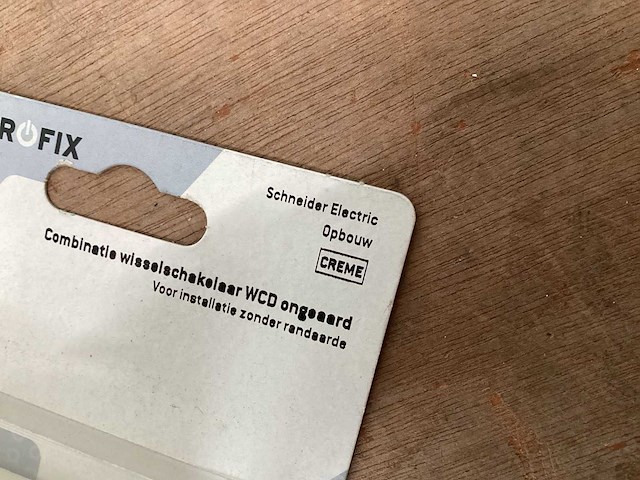 ROFIX
Schneider Electric
Opbouw
CREME
Combinatie wisselschakelaar WCD ongeaard
Voor installatie zonder randaarde